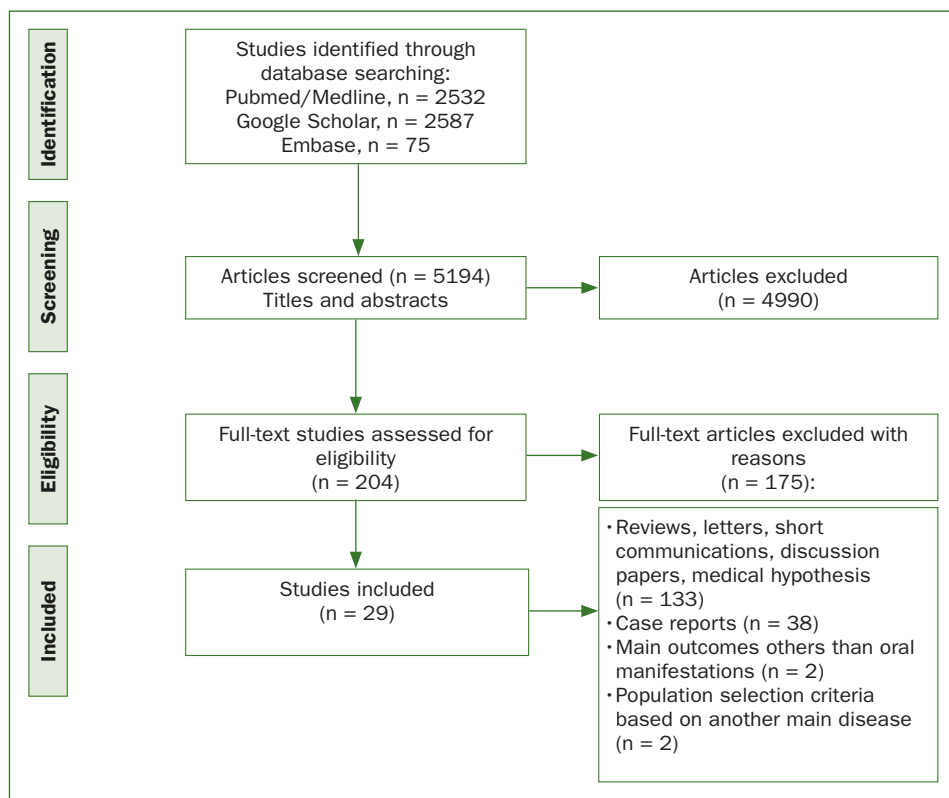 Identification
Studies identified through
database searching:
Pubmed/Medline, n = 2532
Google Scholar, n = 2587
Embase, n = 75
Screening
Articles screened (n = 5194)
Titles and abstracts
Articles excluded
(n = 4990)
Eligibility
Full-text studies assessed for
eligibility
(n = 204)
Full-text articles excluded with
reasons
(n = 175):
Included
Studies included
(n = 29)
· Reviews, letters, short
communications, discussion
papers, medical hypothesis
(n = 133)
· Case reports (n = 38)
· Main outcomes others than oral
manifestations (n = 2)
· Population selection criteria
based on another main disease
(n = 2)